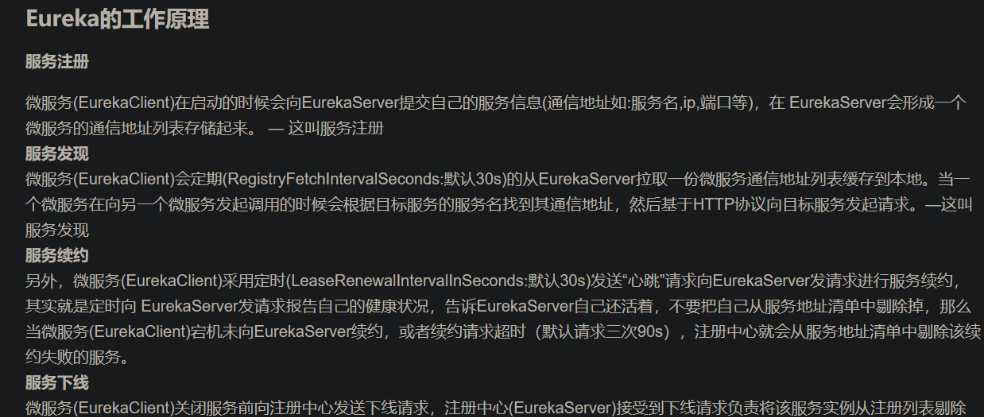 Eureka的工作原理
服务注册
微服务(EurekaClient)在启动的时候会向EurekaServer提交自己的服务信息(通信地址如:服务名,ip,端口等)，在 EurekaServer会形成一个
微服务的通信地址列表存储起来。 — 这叫服务注册
服务发现
微服务(EurekaClient)会定期(RegistryFetchIntervalSeconds:默认30s)的从EurekaServer拉取一份微服务通信地址列表缓存到本地。当一
个微服务在向另一个微服务发起调用的时候会根据目标服务的服务名找到其通信地址，然后基于HTTP协议向目标服务发起请求。—这叫
服务发现
服务续约
另外，微服务(EurekaClient)采用定时(LeaseRenewalIntervalInSeconds:默认30s)发送“心跳”请求向EurekaServer发请求进行服务续约，
其实就是定时向 EurekaServer发请求报告自己的健康状况，告诉EurekaServer自己还活着，不要把自己从服务地址清单中剔除掉，那么
当微服务(EurekaClient)宕机未向EurekaServer续约，或者续约请求超时（默认请求三次90s），注册中心就会从服务地址清单中剔除该续
约失败的服务。
服务下线
微服务(EurekaClient)关闭服务前向注册中心发送下线请求，注册中心(EurekaServer)接受到下线请求负责将该服务实例从注册列表剔除